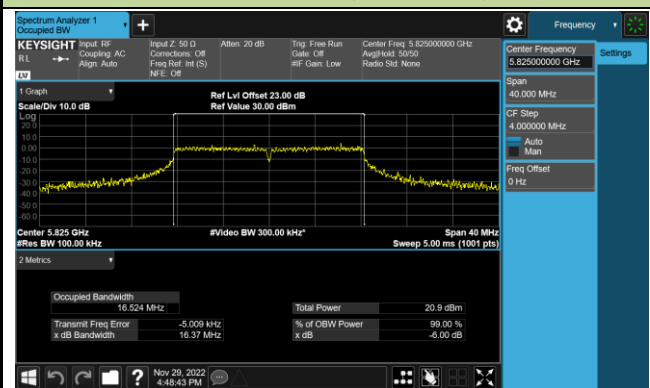 Spectrum Analyzer 1
Occupied BW
Frequency
KEYSIGHT
Input: RF
Coupling: AC
Align: Auto
Input Z: 50 Ω
Corrections: Off
Freq Ref: Int (S)
NFE: Off
Atten: 20 dB
Trig: Free Run
Gate: Off
#IF Gain: Low
Center Freq: 5.825000000 GHz
Avg|Hold: 50/50
Radio Std: None
RL
LXI
Center Frequency
5.825000000 GHz
Settings
Span
40.000 MHz
CF Step
4.000000 MHz
Auto
Man
Freq Offset
0 Hz
1 Graph
Scale/Div 10.0 dB
Ref Lvl Offset 23.00 dB
Ref Value 30.00 dBm
Log
20.0
10.0
0.00
-10.0
-20.0
-30.0
-40.0
-50.0
-60.0
Center 5.825 GHz
#Video BW 300.00 kHz*
Span 40 MHz
#Res BW 100.00 kHz
Sweep 5.00 ms (1001 pts)
2 Metrics
Occupied Bandwidth
16.524 MHz
Total Power 20.9 dBm
Transmit Freq Error -5.009 kHz
% of OBW Power 99.00 %
x dB Bandwidth 16.37 MHz
x dB -6.00 dB
Nov 29, 2022
4:48:43 PM